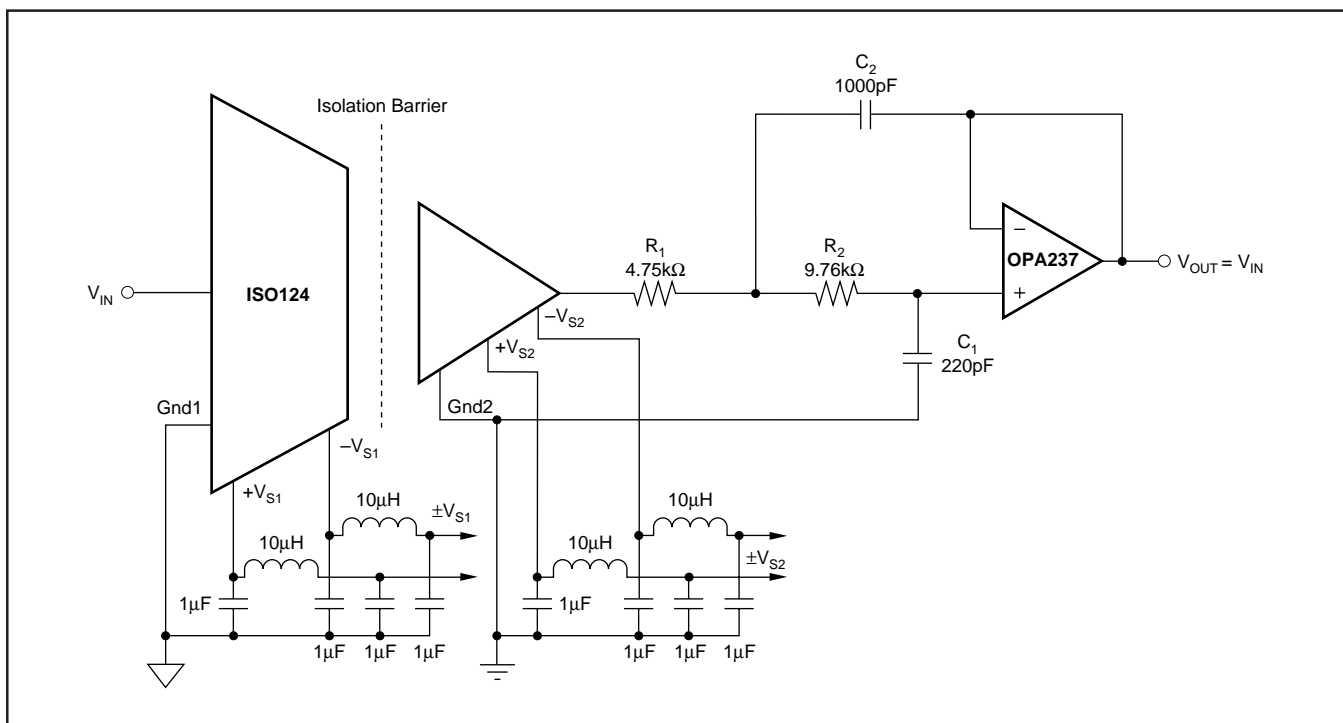 C2
1000pF
Isolation Barrier
R1
4.75kΩ
R2
9.76kΩ
−
OPA237
+
VOUT = VIN
VIN
ISO124
−VS2
+VS2
C1
220pF
Gnd1
Gnd2
−VS1
+VS1
10µH
±VS1
10µH
10µH
±VS2
10µH
1µF
1µF
1µF
1µF
1µF
1µF
1µF
1µF